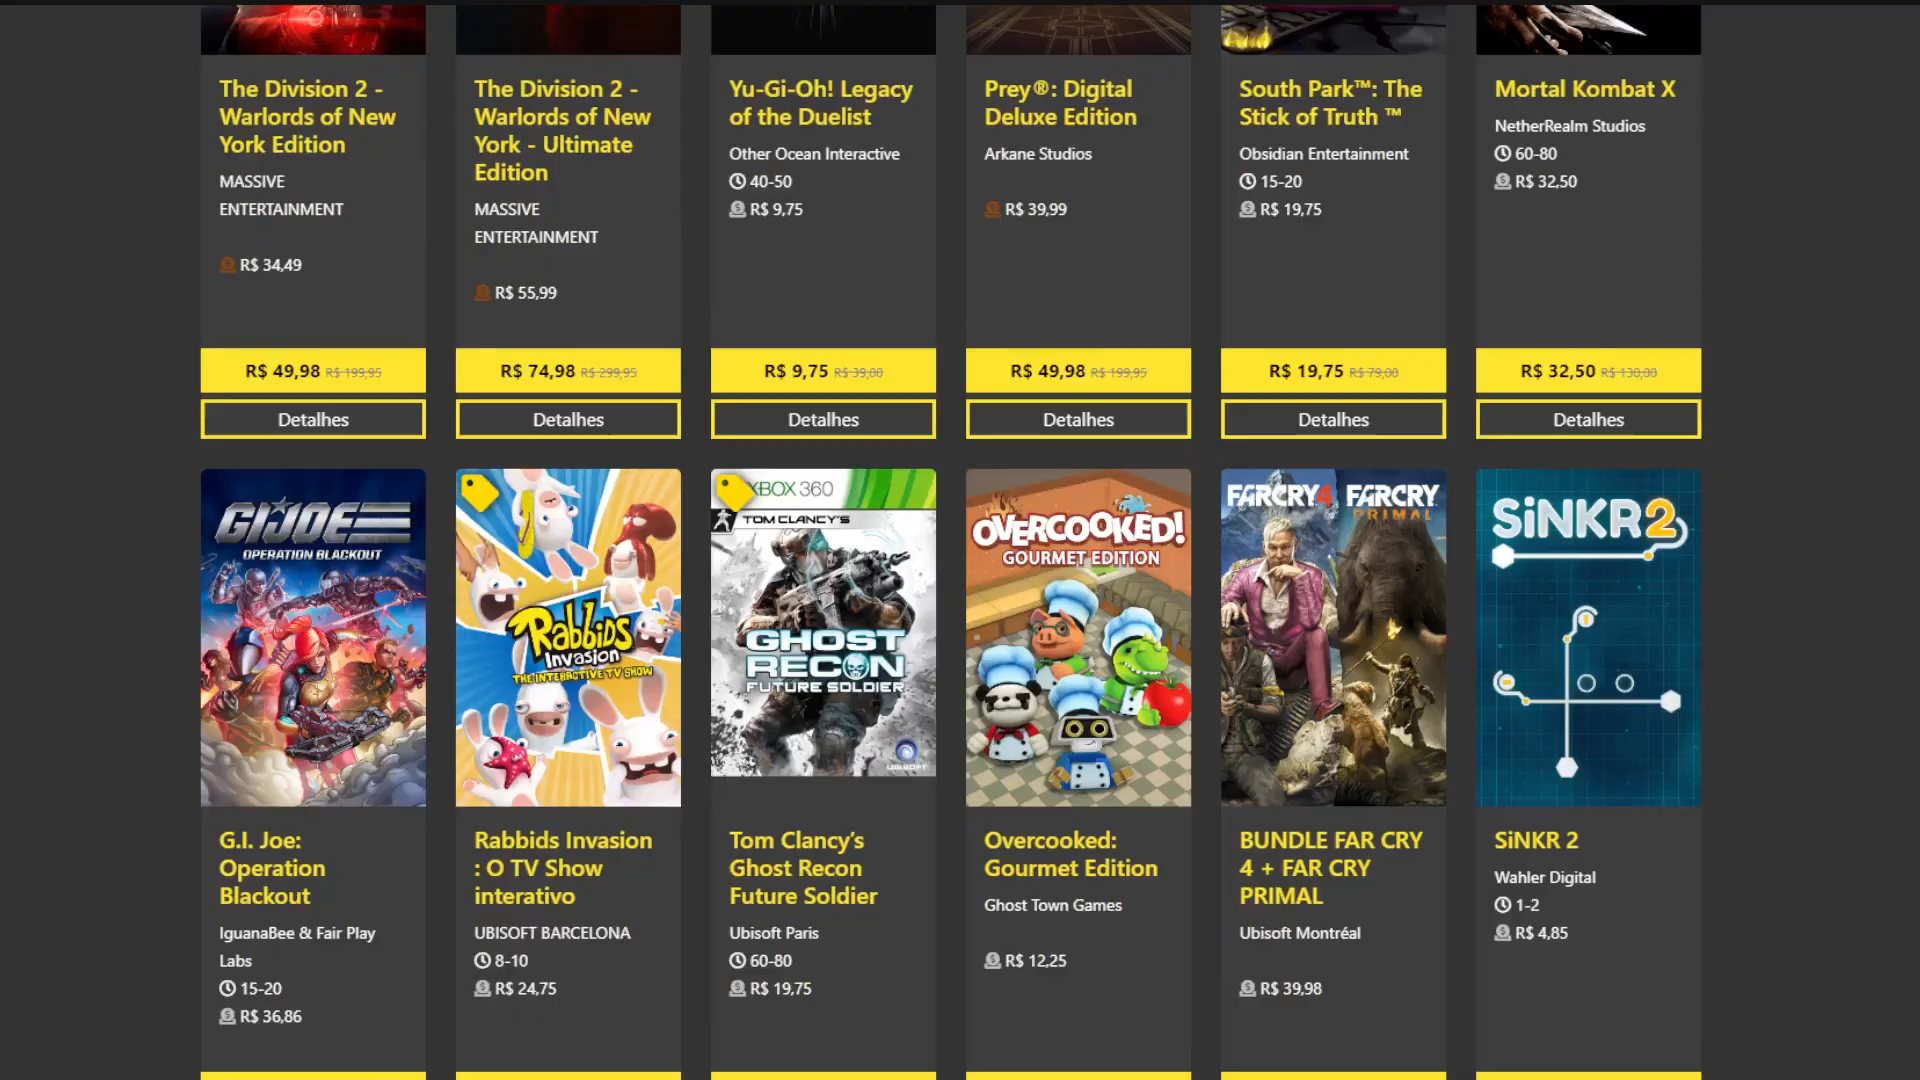 The Division 2 -
Warlords of New
York Edition
MASSIVE
ENTERTAINMENT
R$ 34,49
R$ 49,98 R$ 199,95
Detalhes
The Division 2 -
Warlords of New
York - Ultimate
Edition
MASSIVE
ENTERTAINMENT
R$ 55,99
R$ 74,98 R$ 299,95
Detalhes
Yu-Gi-Oh! Legacy
of the Duelist
Other Ocean Interactive
40-50
R$ 9,75
R$ 9,75 R$ 39,00
Detalhes
Prey®: Digital
Deluxe Edition
Arkane Studios
R$ 39,99
R$ 49,98 R$ 199,95
Detalhes
South Park™: The
Stick of Truth ™
Obsidian Entertainment
15-20
R$ 19,75
R$ 19,75 R$ 79,00
Detalhes
Mortal Kombat X
NetherRealm Studios
60-80
R$ 32,50
R$ 32,50 R$ 130,00
Detalhes
G.I. JOE
OPERATION BLACKOUT
G.I. Joe:
Operation
Blackout
IguanaBee & Fair Play
Labs
15-20
R$ 36,86
Rabbids
Invasion
THE INTERACTIVE TV SHOW
Rabbids Invasion
: O TV Show
interativo
UBISOFT BARCELONA
8-10
R$ 24,75
XBOX 360
TOM CLANCY'S
GHOST
RECON
FUTURE SOLDIER
UBISOFT
Tom Clancy’s
Ghost Recon
Future Soldier
Ubisoft Paris
60-80
R$ 19,75
OVERCOOKED!
GOURMET EDITION
Overcooked:
Gourmet Edition
Ghost Town Games
R$ 12,25
FARCRY4 FARCRY
PRIMAL
BUNDLE FAR CRY
4 + FAR CRY
PRIMAL
Ubisoft Montréal
R$ 39,98
SiNKR2
SiNKR 2
Wahler Digital
1-2
R$ 4,85